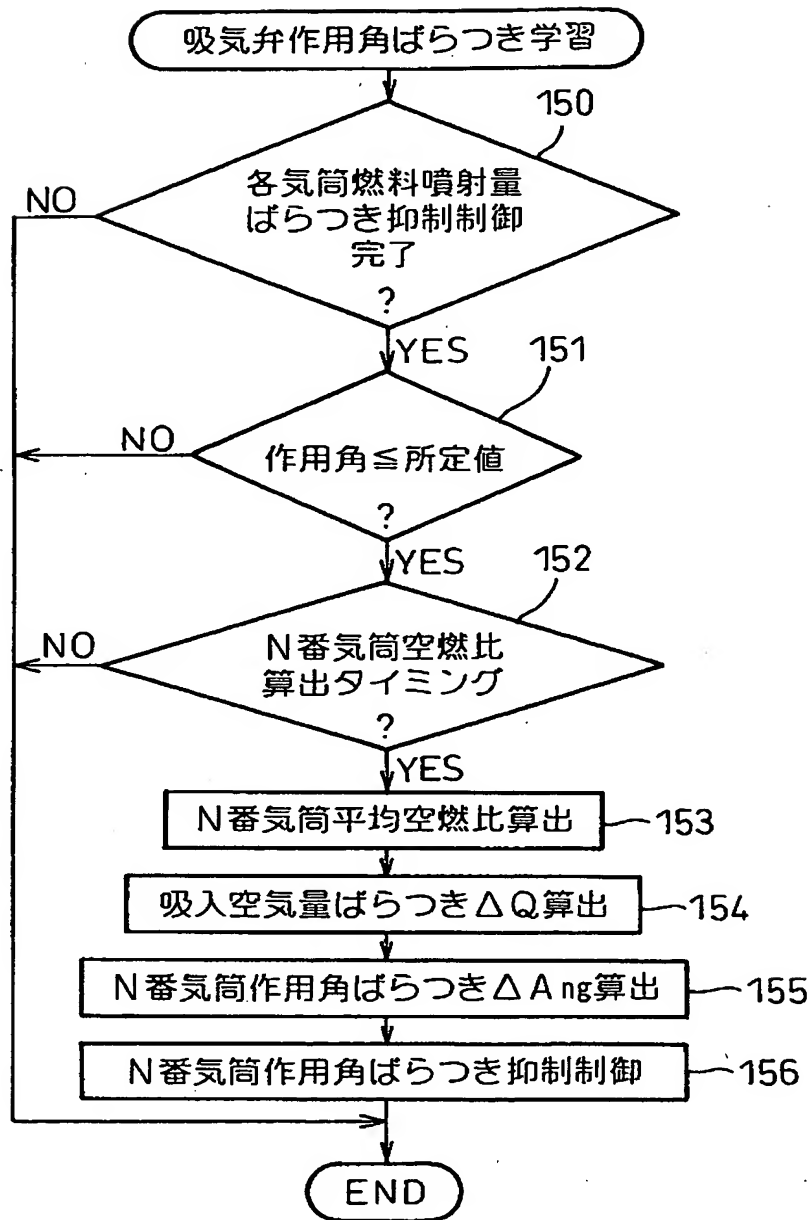 吸気弁作用角ばらつき学習
150
各気筒燃料噴射量
ばらつき抑制制御
完了
?
NO
YES
151
作用角≦所定値
?
NO
YES
152
N番気筒空燃比
算出タイミング
?
NO
YES
N番気筒平均空燃比算出
153
吸入空気量ばらつき△Q算出
154
N番気筒作用角ばらつき△Ang算出
155
N番気筒作用角ばらつき抑制制御
156
END